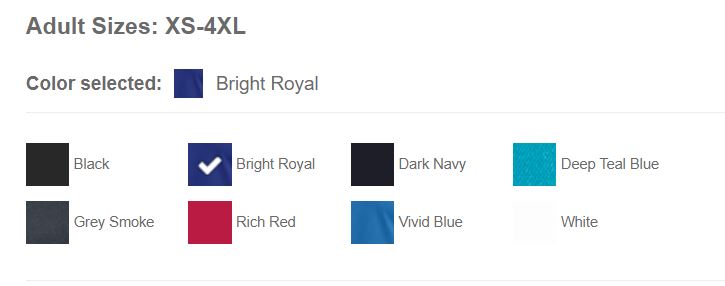 Adult Sizes: XS-4XL
Color selected: Bright Royal
Black Bright Royal Dark Navy Deep Teal Blue
Grey Smoke Rich Red Vivid Blue White